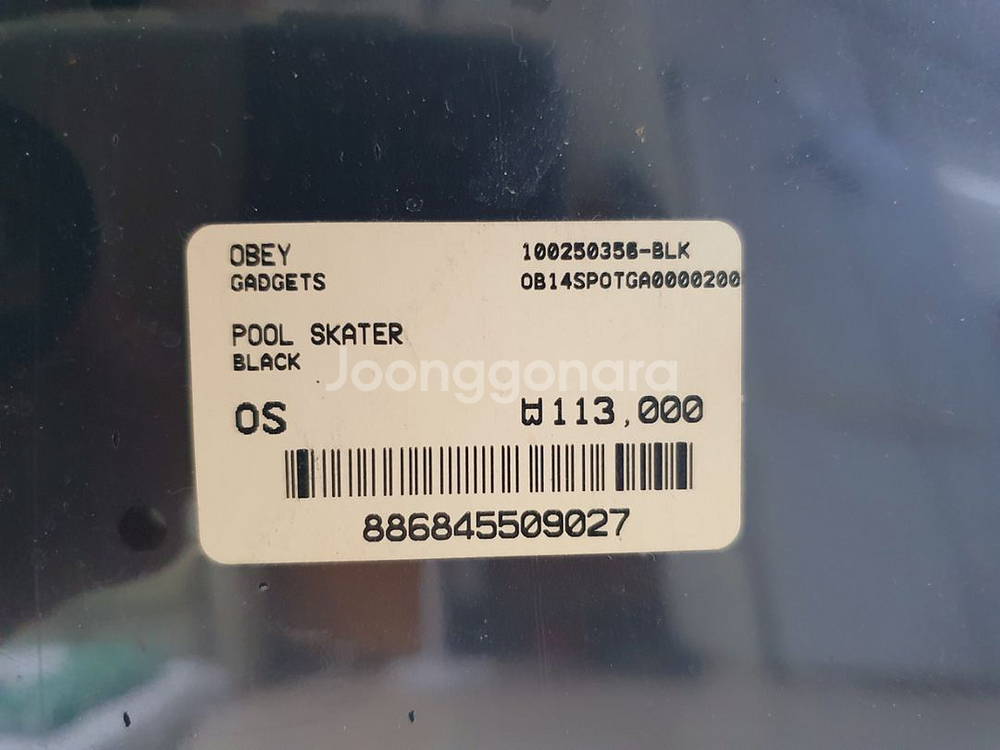 OBEY
100250356-BLK
GADGETS
OB14SPOTGA0000200
POOL SKATER
BLACK
Joonggonara
OS
₩113,000
886845509027